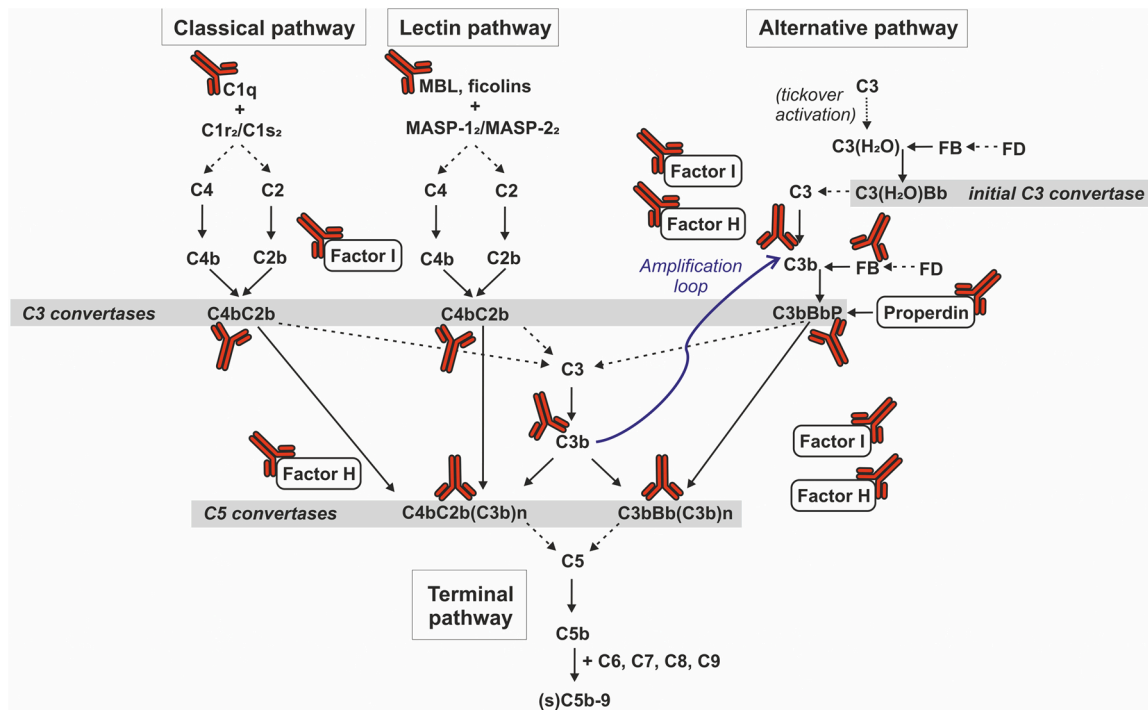 Classical pathway
Lectin pathway
Alternative pathway
C1q
+
C1r₂/C1s₂
MBL, ficolins
+
MASP-1₂/MASP-2₂
C3
(tickover
activation)
C3(H₂O)
FB
FD
C3(H₂O)Bb
initial C3 convertase
Factor I
Factor H
C4
C2
C4
C2
C3
Factor I
C4b
C2b
C4b
C2b
Amplification
loop
C3b
FB
FD
C3 convertases
C4bC2b
C4bC2b
C3bBbP
Properdin
C3
C3b
Factor H
Factor I
Factor H
C5 convertases
C4bC2b(C3b)n
C3bBb(C3b)n
C5
Terminal
pathway
C5b
+ C6, C7, C8, C9
(s)C5b-9